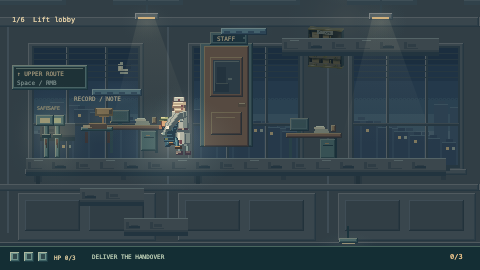 1/6 Lift lobby
STAFF
↑ UPPER ROUTE
Space / RMB
RECORD / NOTE
SAFESAFE
HP 0/3
DELIVER THE HANDOVER
0/3